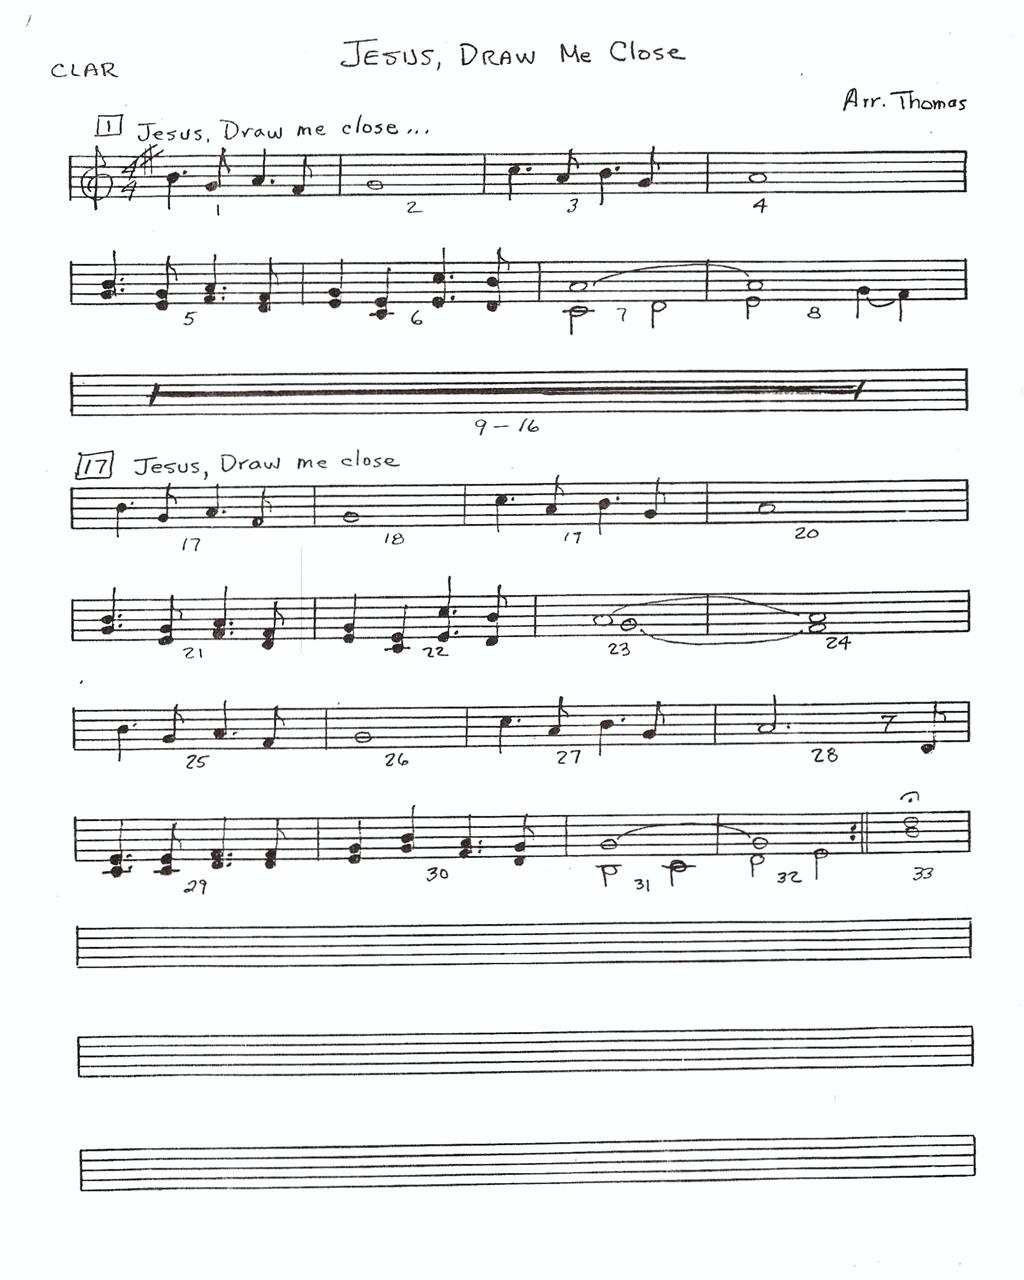 JESUS, DRAW Me Close
CLAR
Arr. Thomas
1 Jesus, Draw me close...
4
4
1 2 3 4
5 6 7 8
9-16
17 Jesus, Draw me close
17 18 19 20
21 22 23 24
25 26 27 28
29 30 31 32 33